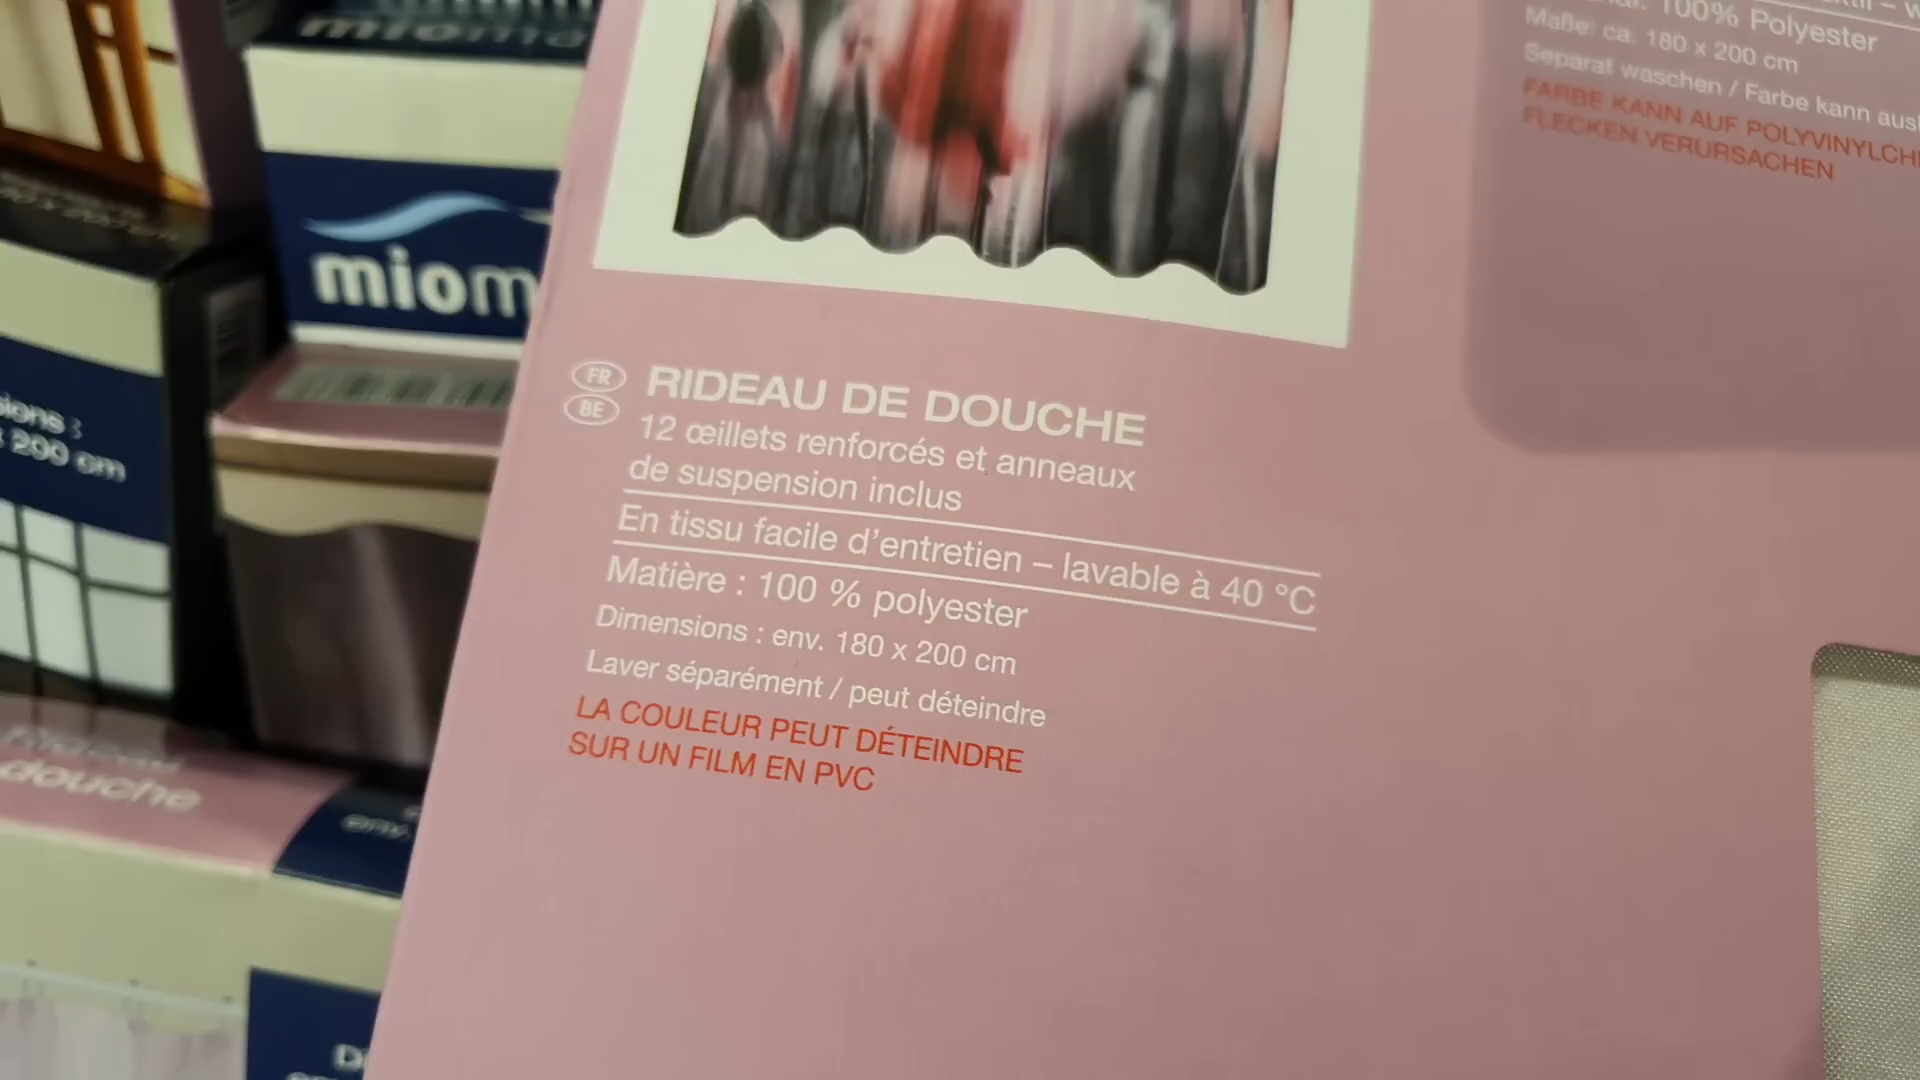 miomo
100% Polyester
Maße: ca. 180 x 200 cm
Separat waschen / Farbe kann
FARBE KANN AUF
FLECKEN VERURSACHEN
FR
BE
RIDEAU DE DOUCHE
12 œillets renforcés et anneaux
de suspension inclus
En tissu facile d'entretien – lavable à 40 °C
Matière : 100 % polyester
Dimensions : env. 180 x 200 cm
Laver séparément / peut déteindre
LA COULEUR PEUT DÉTEINDRE
SUR UN FILM EN PVC
200 cm
douche
env.